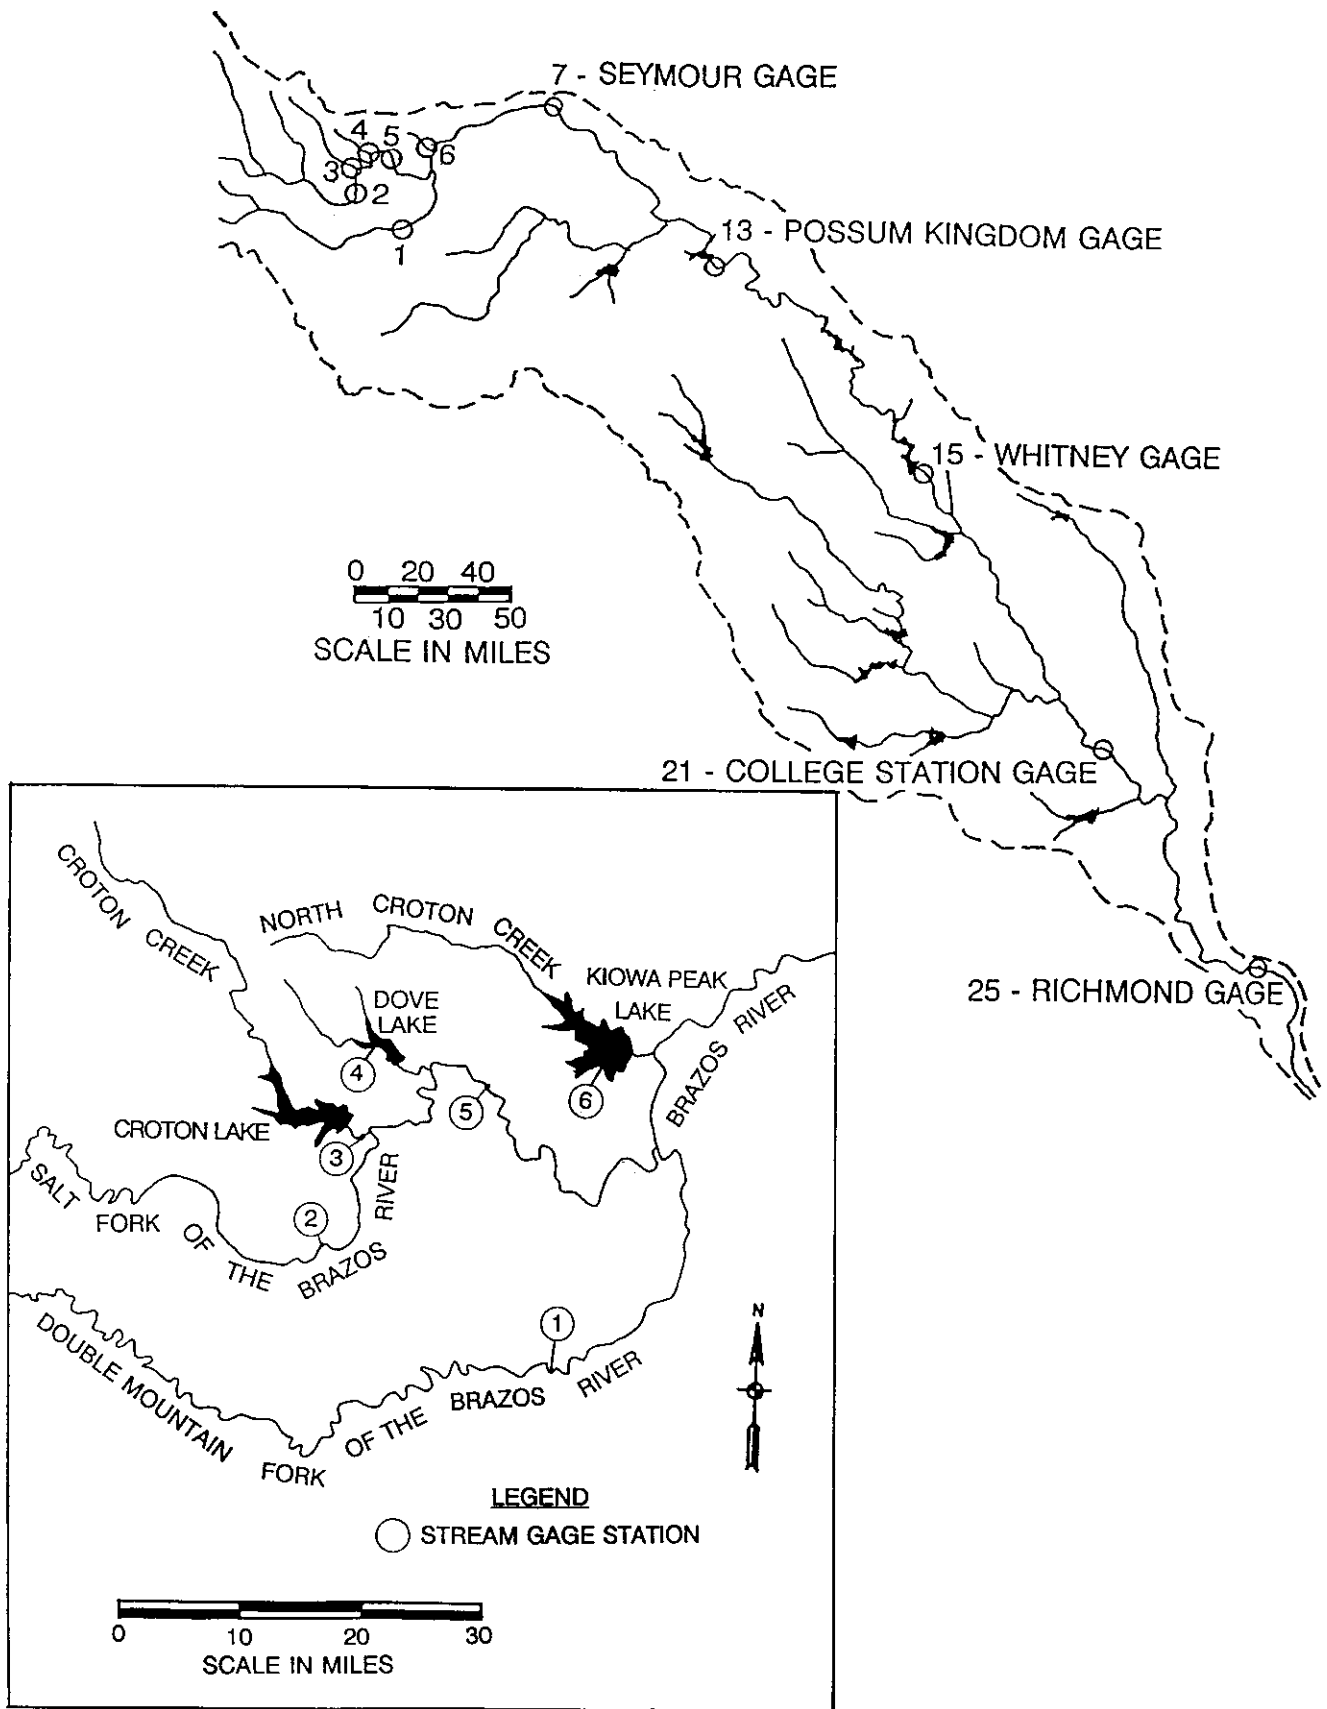 7 - SEYMOUR GAGE
4
5
6
3
2
1
13 - POSSUM KINGDOM GAGE
15 - WHITNEY GAGE
0 20 40
10 30 50
SCALE IN MILES
21 - COLLEGE STATION GAGE
25 - RICHMOND GAGE
CROTON CREEK
NORTH CROTON CREEK
KIOWA PEAK
LAKE
DOVE
LAKE
BRAZOS RIVER
4
5
6
CROTON LAKE
3
2
SALT FORK OF THE BRAZOS RIVER
1
DOUBLE MOUNTAIN FORK OF THE BRAZOS RIVER
N
LEGEND
STREAM GAGE STATION
0 10 20 30
SCALE IN MILES